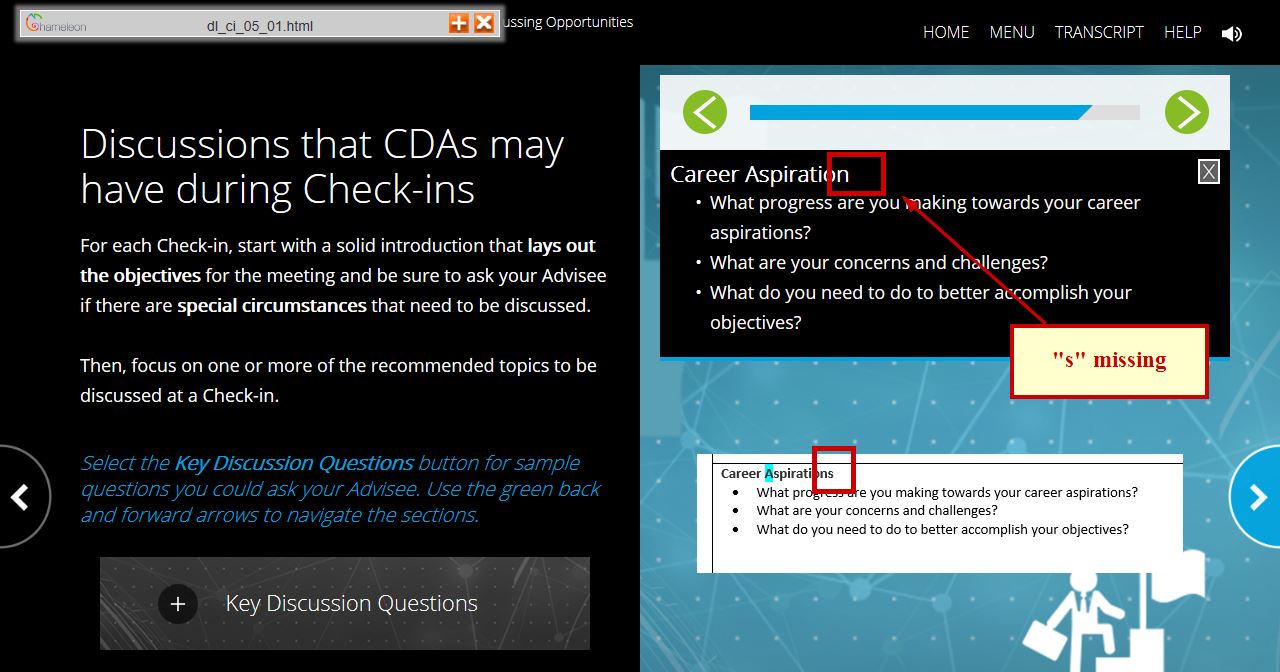 hameleon
dl_ci_05_01.html
ussing Opportunities
HOME MENU TRANSCRIPT HELP
Discussions that CDAs may
have during Check-ins
For each Check-in, start with a solid introduction that lays out
the objectives for the meeting and be sure to ask your Advisee
if there are special circumstances that need to be discussed.
Then, focus on one or more of the recommended topics to be
discussed at a Check-in.
Select the Key Discussion Questions button for sample
questions you could ask your Advisee. Use the green back
and forward arrows to navigate the sections.
+ Key Discussion Questions
Career Aspiration
X
• What progress are you making towards your career
aspirations?
• What are your concerns and challenges?
• What do you need to do to better accomplish your
objectives?
"s" missing
Career Aspirations
• What progress are you making towards your career aspirations?
• What are your concerns and challenges?
• What do you need to do to better accomplish your objectives?